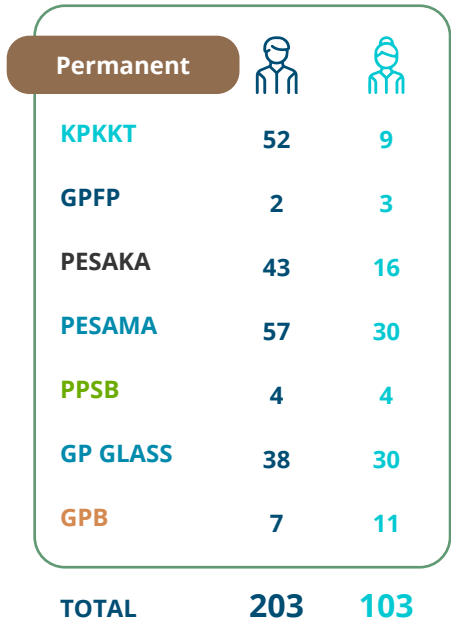 Permanent
KPKKT 52 9
GPFP 2 3
PESAKA 43 16
PESAMA 57 30
PPSB 4 4
GP GLASS 38 30
GPB 7 11
TOTAL 203 103